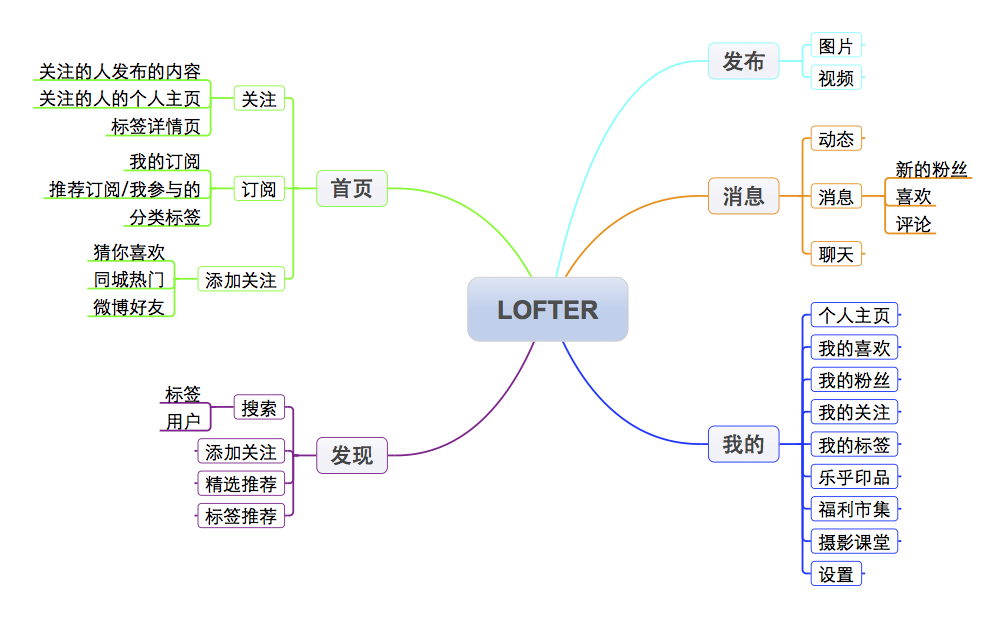 LOFTER
首页
关注
关注的人发布的内容
关注的人的个人主页
标签详情页
订阅
我的订阅
推荐订阅/我参与的
分类标签
添加关注
猜你喜欢
同城热门
微博好友
发现
搜索
标签
用户
添加关注
精选推荐
标签推荐
发布
图片
视频
消息
动态
消息
新的粉丝
喜欢
评论
聊天
我的
个人主页
我的喜欢
我的粉丝
我的关注
我的标签
乐乎印品
福利市集
摄影课堂
设置